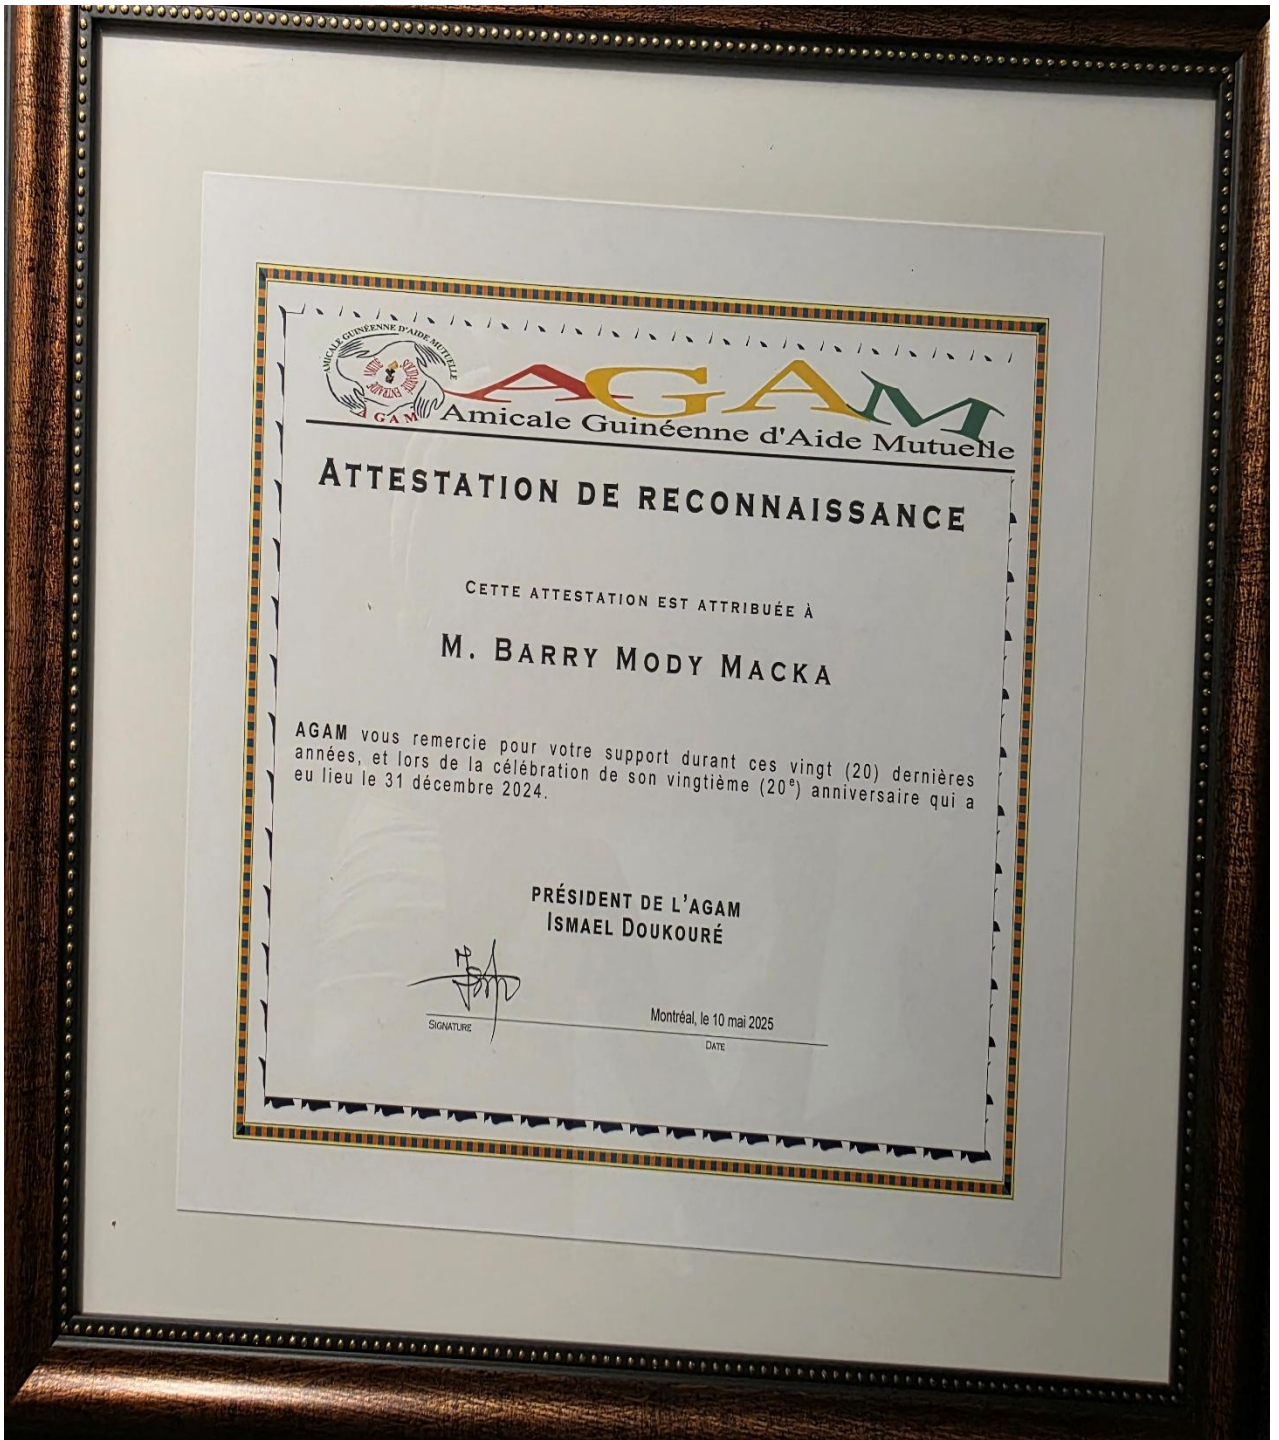 AMICALE GUINÉENNE D'AIDE MUTUELLE
AMITIÉ
SOLIDARITÉ
ENTRAIDE
AGAM
AGAM
Amicale Guinéenne d'Aide Mutuelle
ATTESTATION DE RECONNAISSANCE
CETTE ATTESTATION EST ATTRIBUÉE À
M. BARRY MODY MACKA
AGAM vous remercie pour votre support durant ces vingt (20) dernières
années, et lors de la célébration de son vingtième (20e) anniversaire qui a
eu lieu le 31 décembre 2024.
PRÉSIDENT DE L'AGAM
ISMAEL DOUKOURÉ
Montréal, le 10 mai 2025
SIGNATURE
DATE